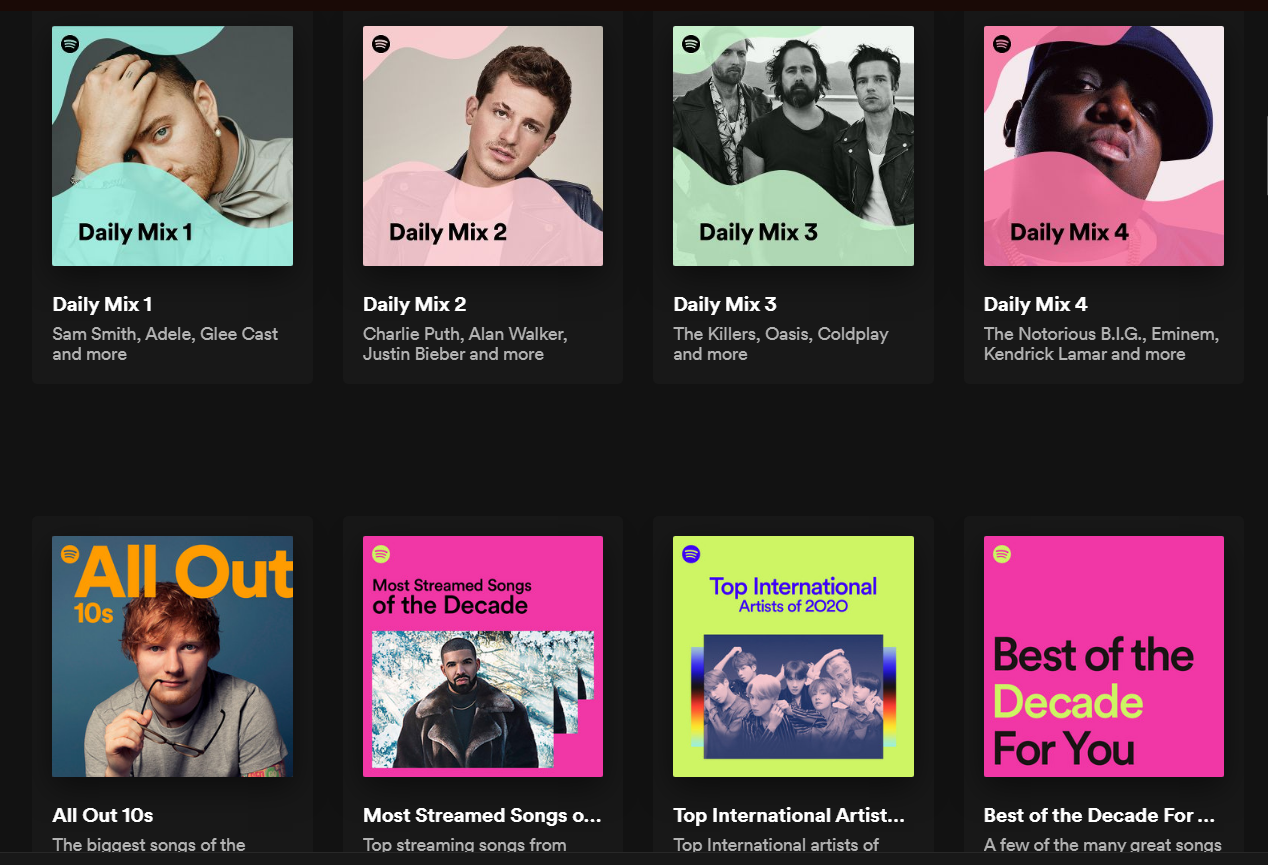 Daily Mix 1
Daily Mix 2
Daily Mix 3
Daily Mix 4
Daily Mix 1
Sam Smith, Adele, Glee Cast
and more
Daily Mix 2
Charlie Puth, Alan Walker,
Justin Bieber and more
Daily Mix 3
The Killers, Oasis, Coldplay
and more
Daily Mix 4
The Notorious B.I.G., Eminem,
Kendrick Lamar and more
All Out
10s
Most Streamed Songs
of the Decade
Top International
Artists of 2020
Best of the
Decade
For You
All Out 10s
The biggest songs of the
Most Streamed Songs o...
Top streaming songs from
Top International Artist...
Top International artists of
Best of the Decade For ...
A few of the many great songs